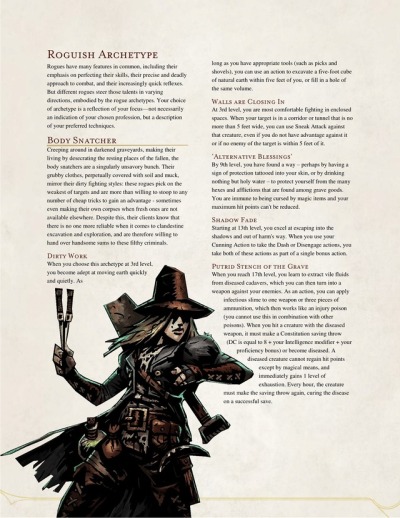 Roguish Archetype
Rogues have many features in common, including their
emphasis on perfecting their skills, their precise and deadly
approach to combat, and their increasingly quick reflexes.
But different rogues steer those talents in varying
directions, embodied by the rogue archetypes. Your choice
of archetype is a reflection of your focus—not necessarily
an indication of your chosen profession, but a description
of your preferred techniques.
Body Snatcher
Creeping around in darkened graveyards, making their
living by desecrating the resting places of the fallen, the
body snatchers are a singularly unsavory bunch. Their
grubby clothes, perpetually covered with soil and muck,
mirror their dirty fighting styles: these rogues pick on the
weakest of targets and are more than willing to stoop to any
number of cheap tricks to gain an advantage - sometimes
even making their own corpses when fresh ones are not
available elsewhere. Despite this, their clients know that
there is no one more reliable when it comes to clandestine
excavation and exploration, and are therefore willing to
hand over handsome sums to these filthy criminals.
Dirty Work
When you choose this archetype at 3rd level,
you become adept at moving earth quickly
and quietly. As
long as you have appropriate tools (such as picks and
shovels), you can use an action to excavate a five-foot cube
of natural earth within five feet of you, or fill in a hole of
the same volume.
Walls are Closing In
At 3rd level, you are most comfortable fighting in enclosed
spaces. When your target is in a corridor or tunnel that is no
more than 5 feet wide, you can use Sneak Attack against
that creature, even if you do not have advantage against it
or if no enemy of the target is within 5 feet of it.
'Alternative Blessings'
By 9th level, you have found a way – perhaps by having a
sign of protection tattooed into your skin, or by drinking
nothing but holy water – to protect yourself from the many
hexes and afflictions that are found among grave goods.
You are immune to being cursed by magic items and your
maximum hit points can't be reduced.
Shadow Fade
Starting at 13th level, you excel at escaping into the
shadows and out of harm's way. When you use your
Cunning Action to take the Dash or Disengage actions, you
take both of these actions as part of a single bonus action.
Putrid Stench of the Grave
When you reach 17th level, you learn to extract vile fluids
from diseased cadavers, which you can then turn into a
weapon against your enemies. As an action, you can apply
infectious slime to one weapon or three pieces of
ammunition, which then works like an injury poison
(you cannot use this in combination with other
poisons). When you hit a creature with the diseased
weapon, it must make a Constitution saving throw
(DC is equal to 8 + your Intelligence modifier + your
proficiency bonus) or become diseased. A
diseased creature cannot regain hit points
except by magical means, and
immediately gains 1 level of
exhaustion. Every hour, the creature
must make the saving throw again, curing the disease
on a successful save.